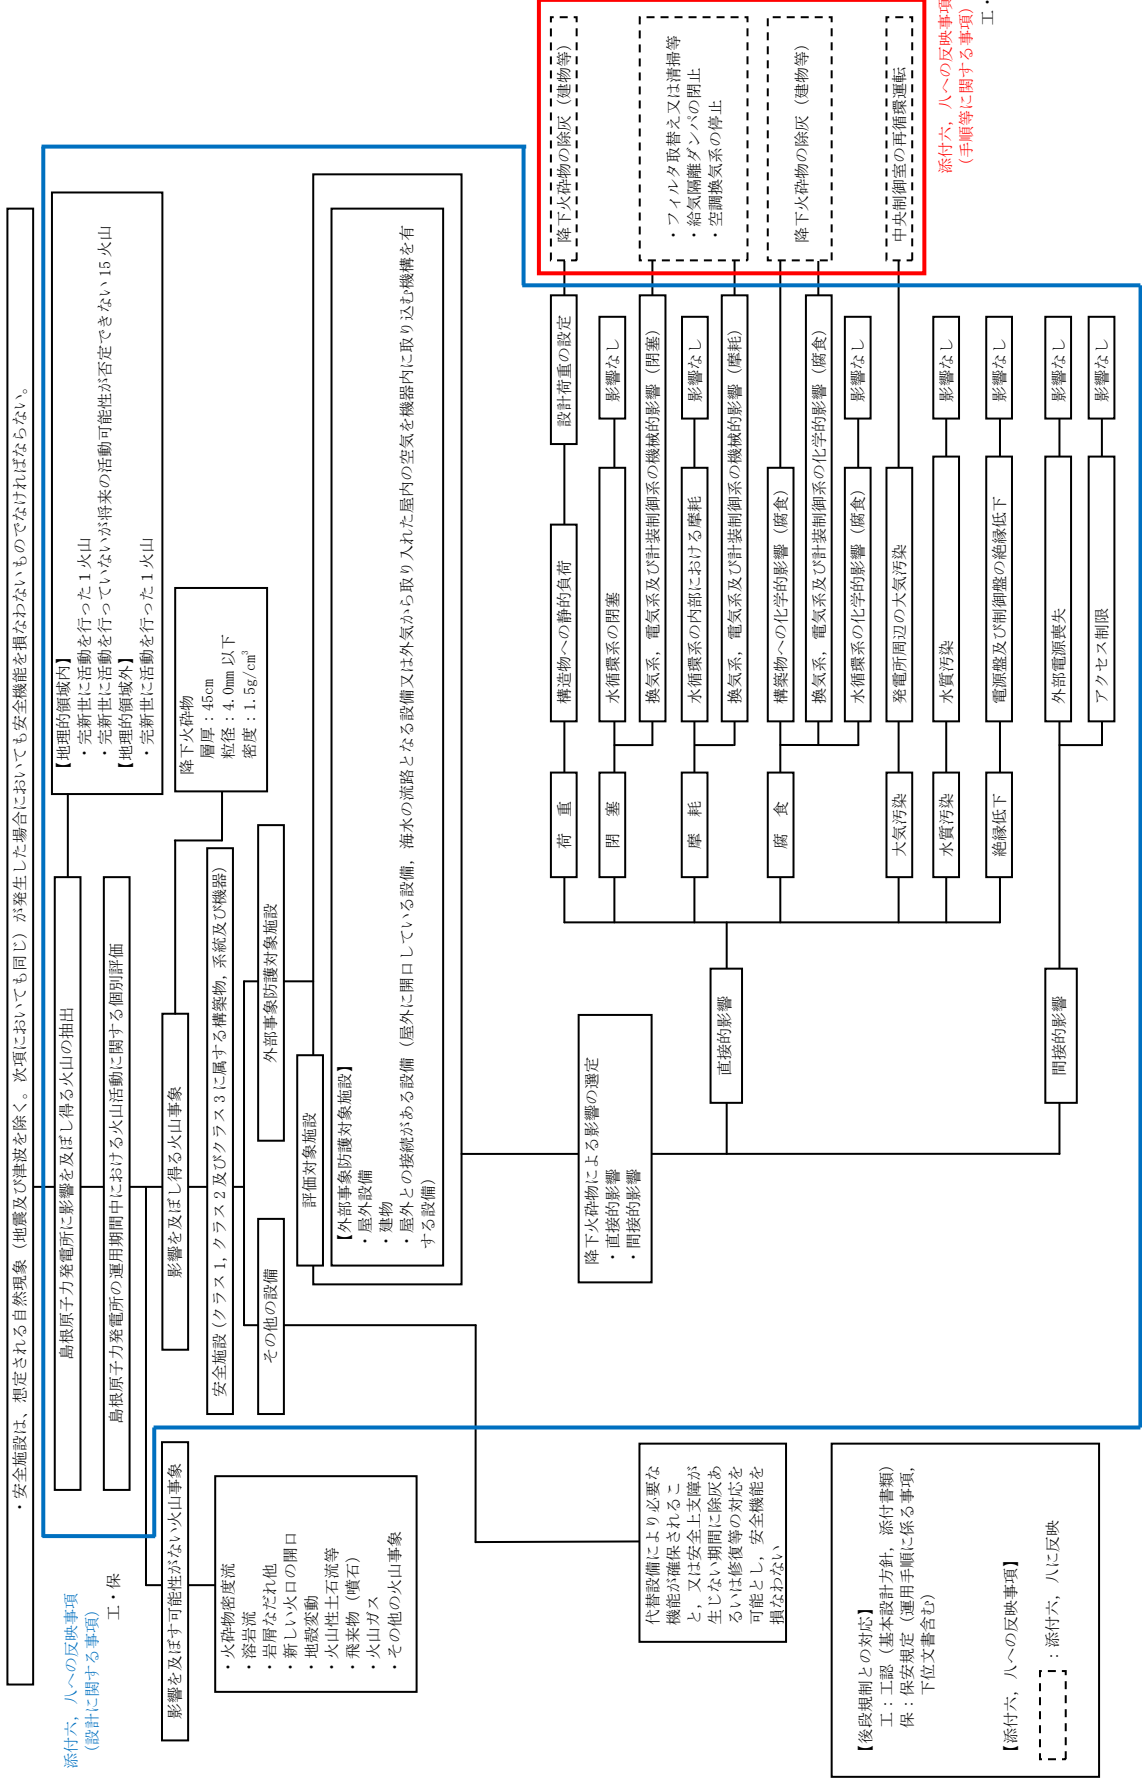 ・安全施設は、想定される自然現象（地震及び津波を除く。次項においても同じ）が発生した場合においても安全機能を損なわないものでなければならない。
添付六，八への反映事項
（設計に関する事項）
工・保
島根原子力発電所に影響を及ぼし得る火山の抽出
【地理的領域内】
・完新世に活動を行った１火山
・完新世に活動を行っていないが将来の活動可能性が否定できない 15 火山
【地理的領域外】
・完新世に活動を行った１火山
島根原子力発電所の運用期間中における火山活動に関する個別評価
影響を及ぼす可能性がない火山事象
・火砕物密度流
・溶岩流
・岩屑なだれ他
・新しい火口の開口
・地殻変動
・火山性土石流等
・飛来物（噴石）
・火山ガス
・その他の火山事象
影響を及ぼし得る火山事象
降下火砕物
層厚：45cm
粒径：4.0mm 以下
密度：1.5g/cm³
安全施設（クラス 1，クラス 2 及びクラス 3 に属する構築物，系統及び機器）
その他の設備
外部事象防護対象施設
評価対象施設
【外部事象防護対象施設】
・屋外設備
・建物
・屋外との接続がある設備（屋外に開口している設備，海水の流路となる設備又は外気から取り入れた屋内の空気を機器内に取り込む機構を有
する設備）
代替設備により必要な
機能が確保されるこ
と，又は安全上支障が
生じない期間に除灰あ
るいは修復等の対応を
可能とし，安全機能を
損なわない
降下火砕物による影響の選定
・直接的影響
・間接的影響
直接的影響
荷　重
構造物への静的負荷
設計荷重の設定
降下火砕物の除灰（建物等）
閉　塞
水循環系の閉塞
影響なし
換気系，電気系及び計装制御系の機械的影響（閉塞）
・フィルタ取替え又は清掃等
・給気隔離ダンパの閉止
・空調換気系の停止
摩　耗
水循環系の内部における摩耗
影響なし
換気系，電気系及び計装制御系の機械的影響（摩耗）
腐　食
構築物への化学的影響（腐食）
降下火砕物の除灰（建物等）
換気系，電気系及び計装制御系の化学的影響（腐食）
水循環系の化学的影響（腐食）
影響なし
大気汚染
発電所周辺の大気汚染
中央制御室の再循環運転
水質汚染
水質汚染
影響なし
絶縁低下
電源盤及び制御盤の絶縁低下
影響なし
間接的影響
外部電源喪失
影響なし
アクセス制限
影響なし
添付六，八への反映事項
（手順等に関する事項）
工・
【後段規制との対応】
工：工認（基本設計方針，添付書類）
保：保安規定（運用手順に係る事項，
下位文書含む）
【添付六，八への反映事項】
：添付六，八に反映